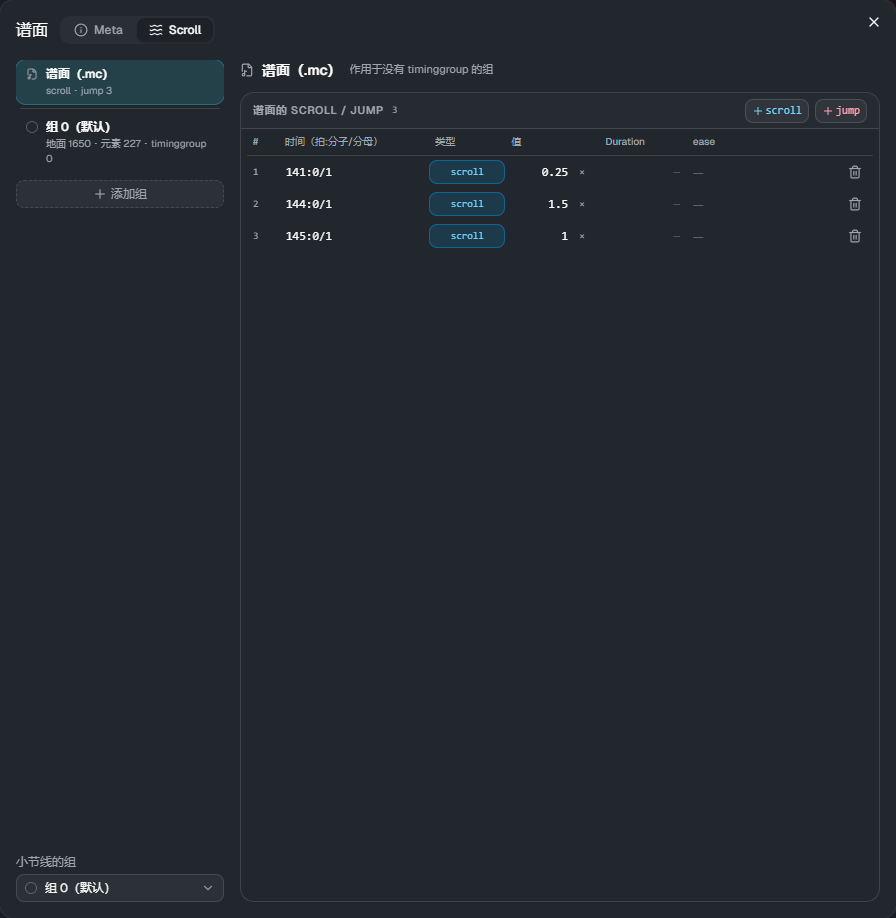 谱面 Meta Scroll
谱面（.mc）
scroll · jump 3
组 0（默认）
地面 1650 · 元素 227 · timinggroup
0
+ 添加组
小节线的组
组 0（默认）
谱面（.mc） 作用于没有 timinggroup 的组
谱面的 SCROLL / JUMP 3 + scroll + jump
# 时间（拍:分子/分母） 类型 值 Duration ease
1 141:0/1 scroll 0.25 × — —
2 144:0/1 scroll 1.5 × — —
3 145:0/1 scroll 1 × — —